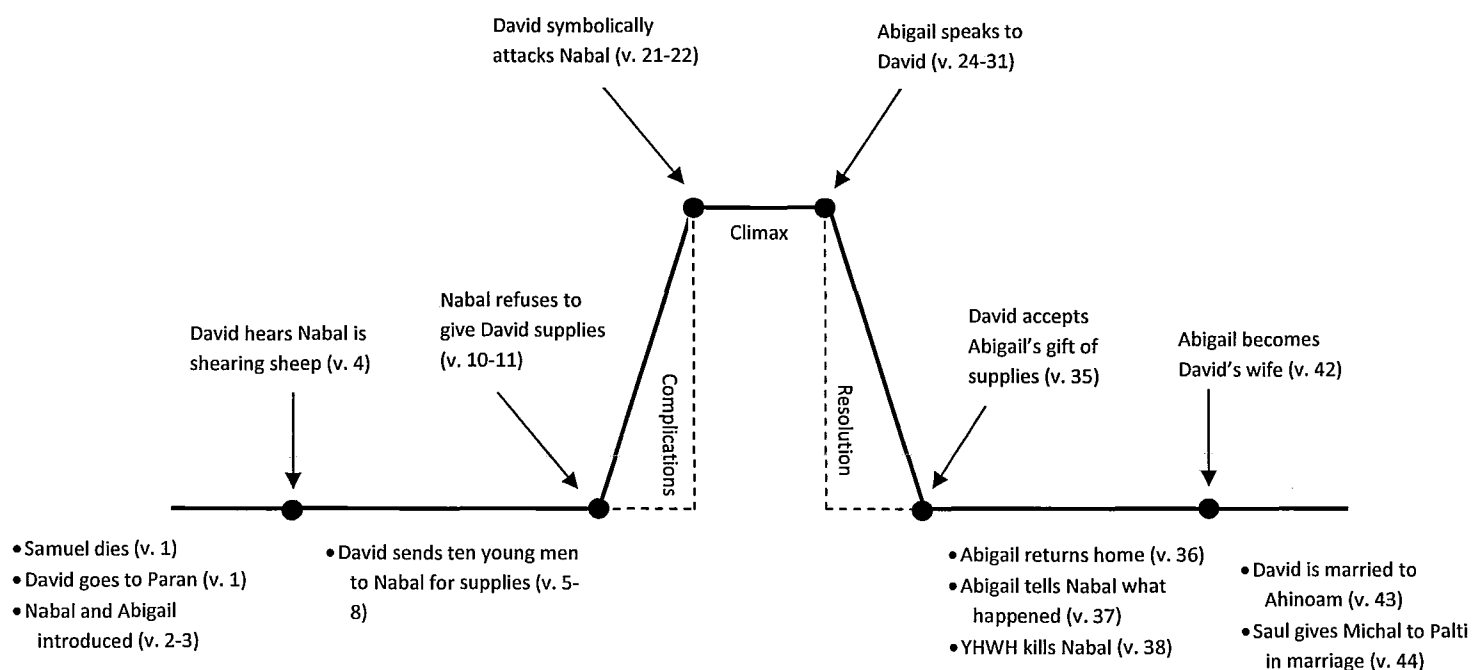 David symbolically
attacks Nabal (v. 21-22)
Abigail speaks to
David (v. 24-31)
Climax
Nabal refuses to
give David supplies
(v. 10-11)
David hears Nabal is
shearing sheep (v. 4)
Complications
Resolution
David accepts
Abigail's gift of
supplies (v. 35)
Abigail becomes
David's wife (v. 42)
• Samuel dies (v. 1)
• David goes to Paran (v. 1)
• Nabal and Abigail
introduced (v. 2-3)
• David sends ten young men
to Nabal for supplies (v. 5-
8)
• Abigail returns home (v. 36)
• Abigail tells Nabal what
happened (v. 37)
• YHWH kills Nabal (v. 38)
• David is married to
Ahinoam (v. 43)
• Saul gives Michal to Palti
in marriage (v. 44)